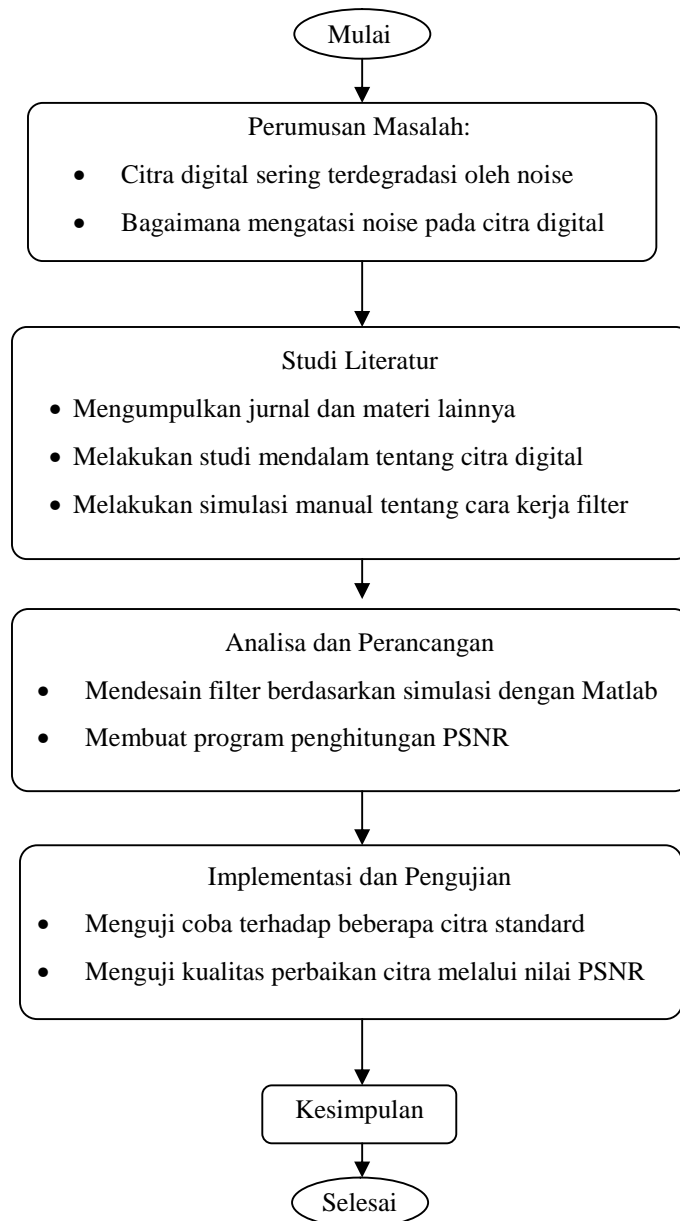 Mulai
Perumusan Masalah:
• Citra digital sering terdegradasi oleh noise
• Bagaimana mengatasi noise pada citra digital
Studi Literatur
• Mengumpulkan jurnal dan materi lainnya
• Melakukan studi mendalam tentang citra digital
• Melakukan simulasi manual tentang cara kerja filter
Analisa dan Perancangan
• Mendesain filter berdasarkan simulasi dengan Matlab
• Membuat program penghitungan PSNR
Implementasi dan Pengujian
• Menguji coba terhadap beberapa citra standard
• Menguji kualitas perbaikan citra melalui nilai PSNR
Kesimpulan
Selesai